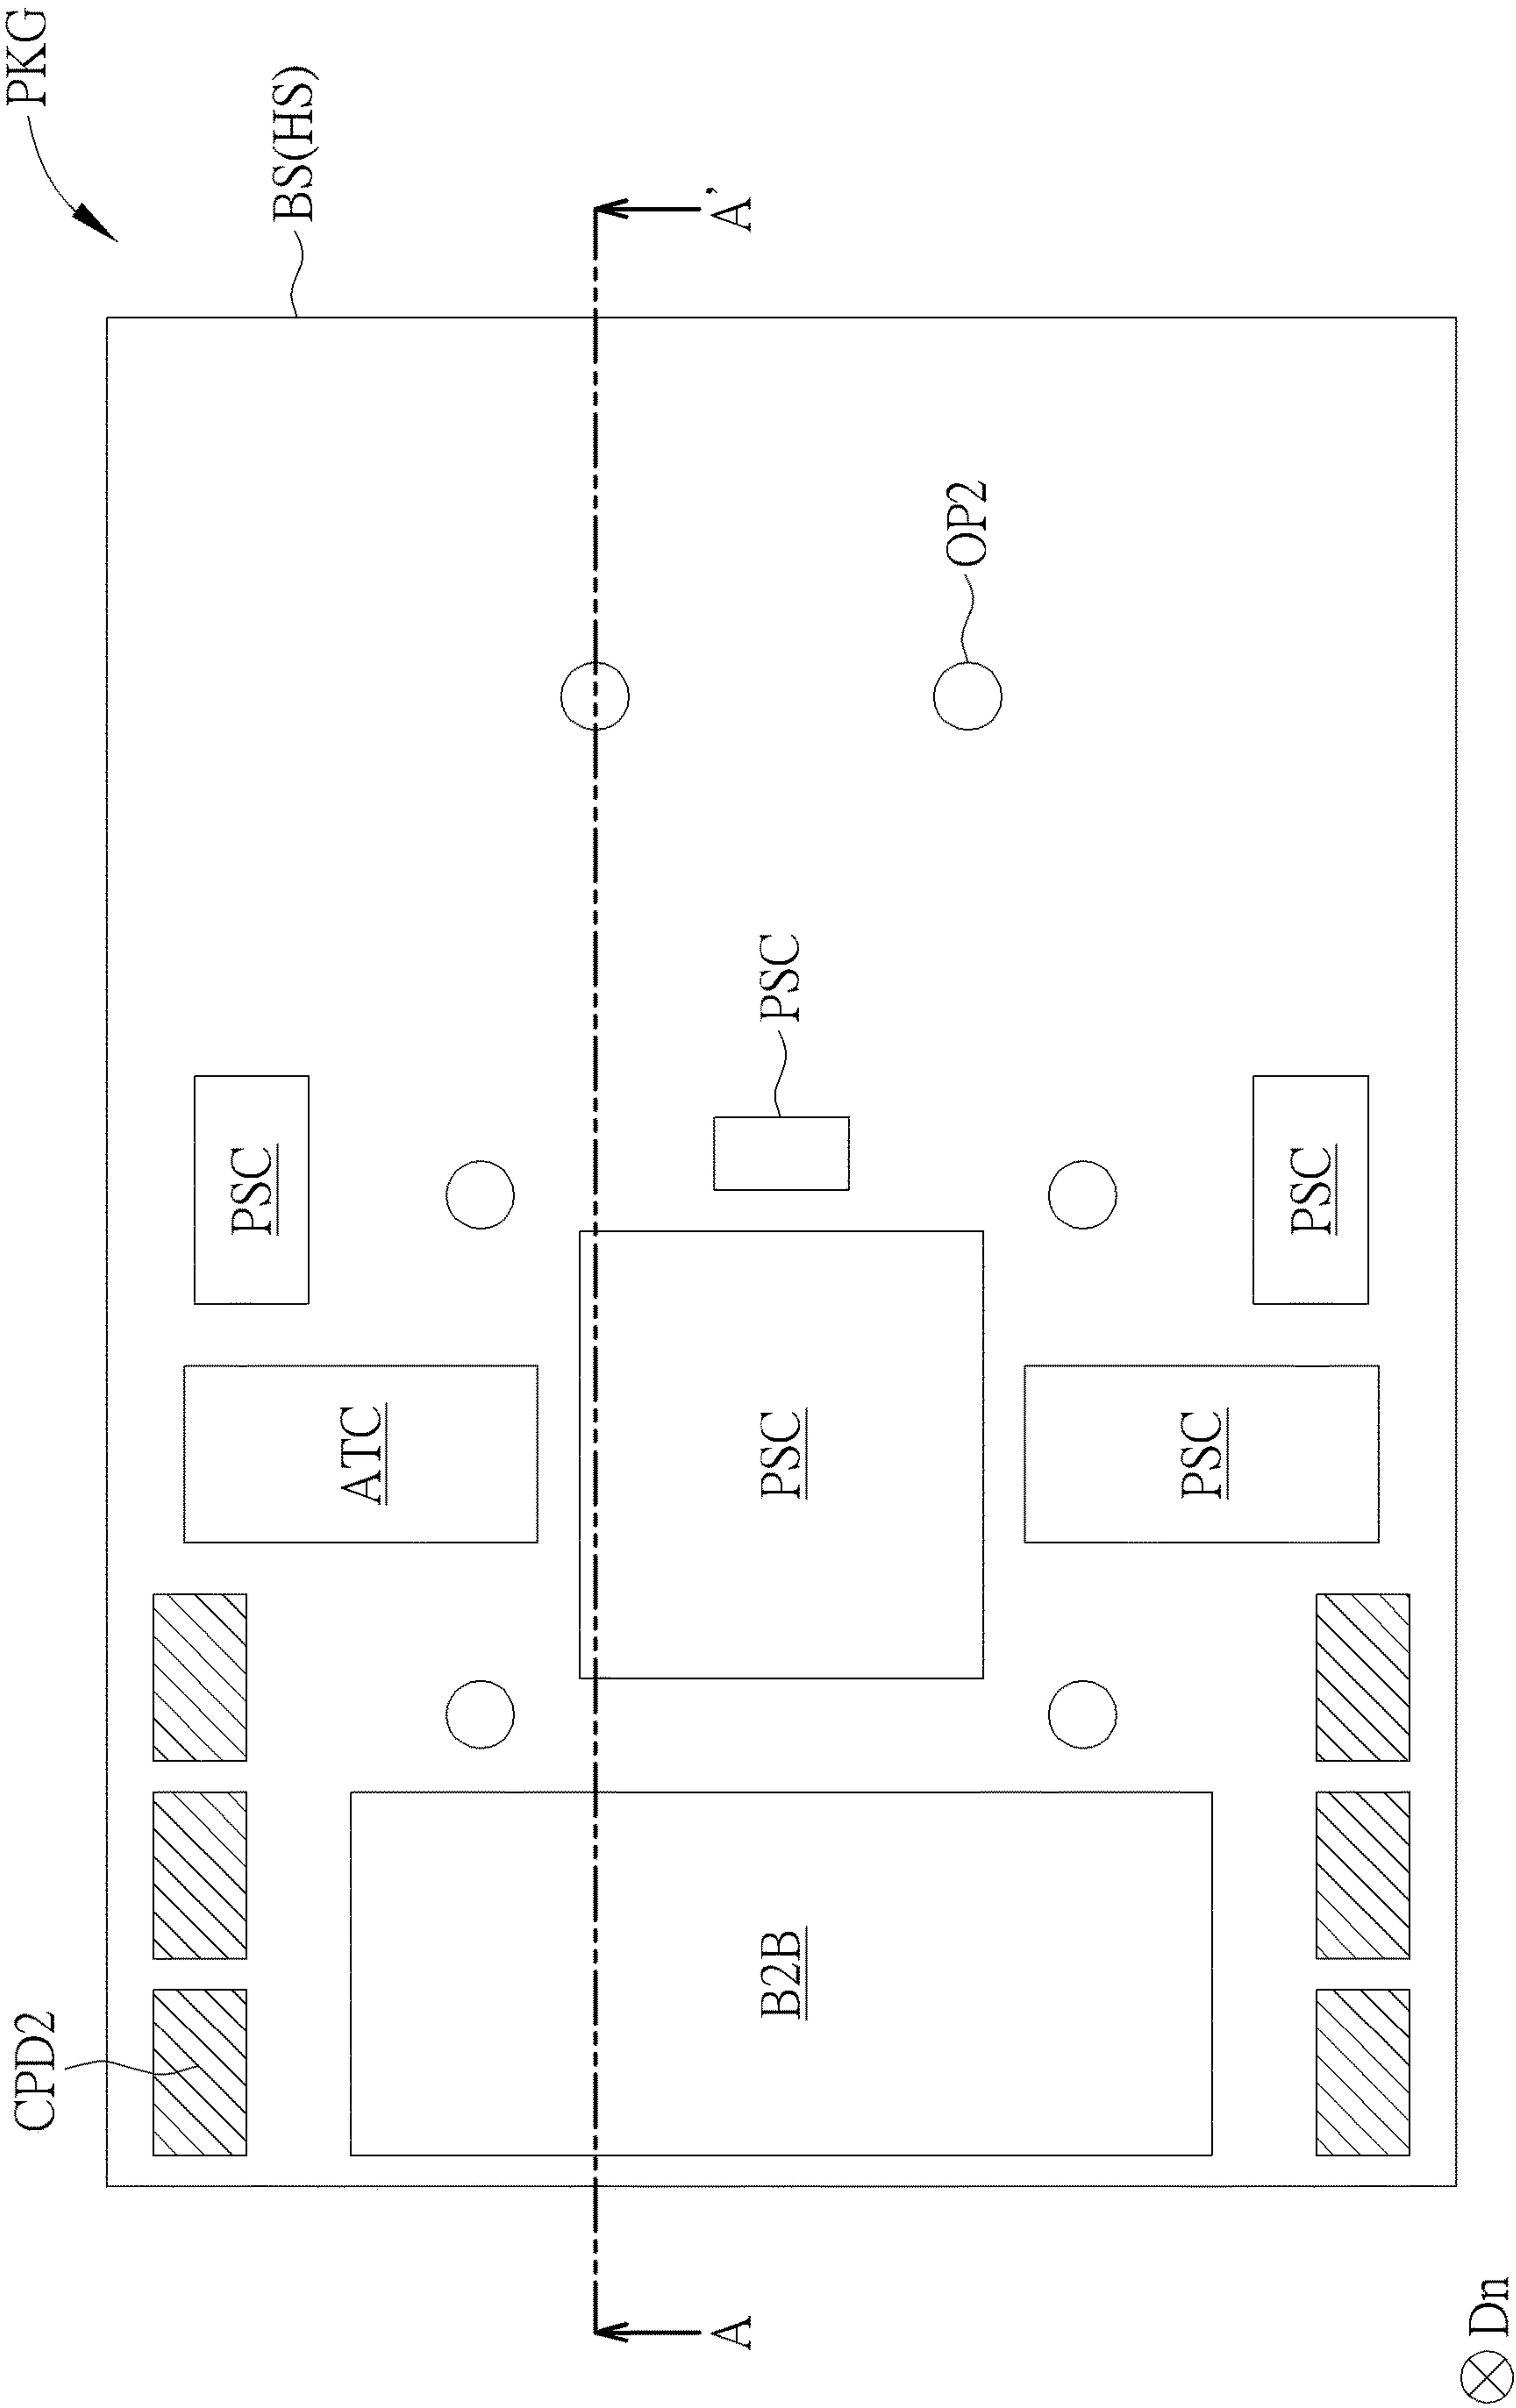 PKG
BS(HS)
A'
OP2
PSC
PSC
PSC
ATC
PSC
PSC
CPD2
B2B
A
Dn